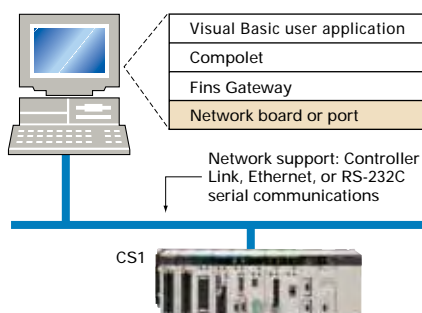 Visual Basic user application
Compolet
Fins Gateway
Network board or port
Network support: Controller
Link, Ethernet, or RS-232C
serial communications
CS1